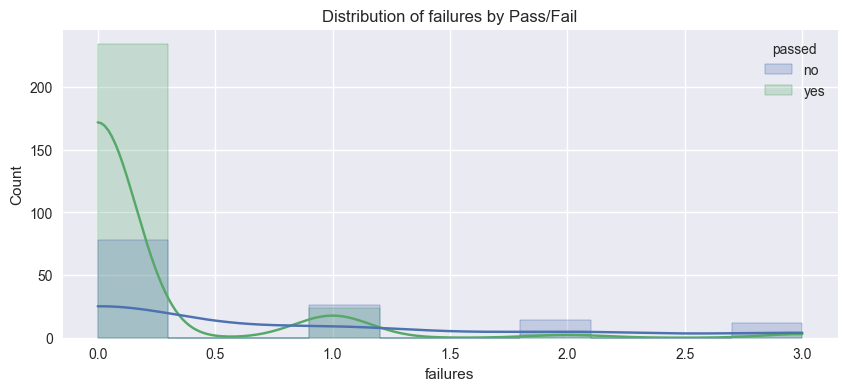 Distribution of failures by Pass/Fail
passed
no
yes
Count
200
150
100
50
0
0.0 0.5 1.0 1.5 2.0 2.5 3.0
failures